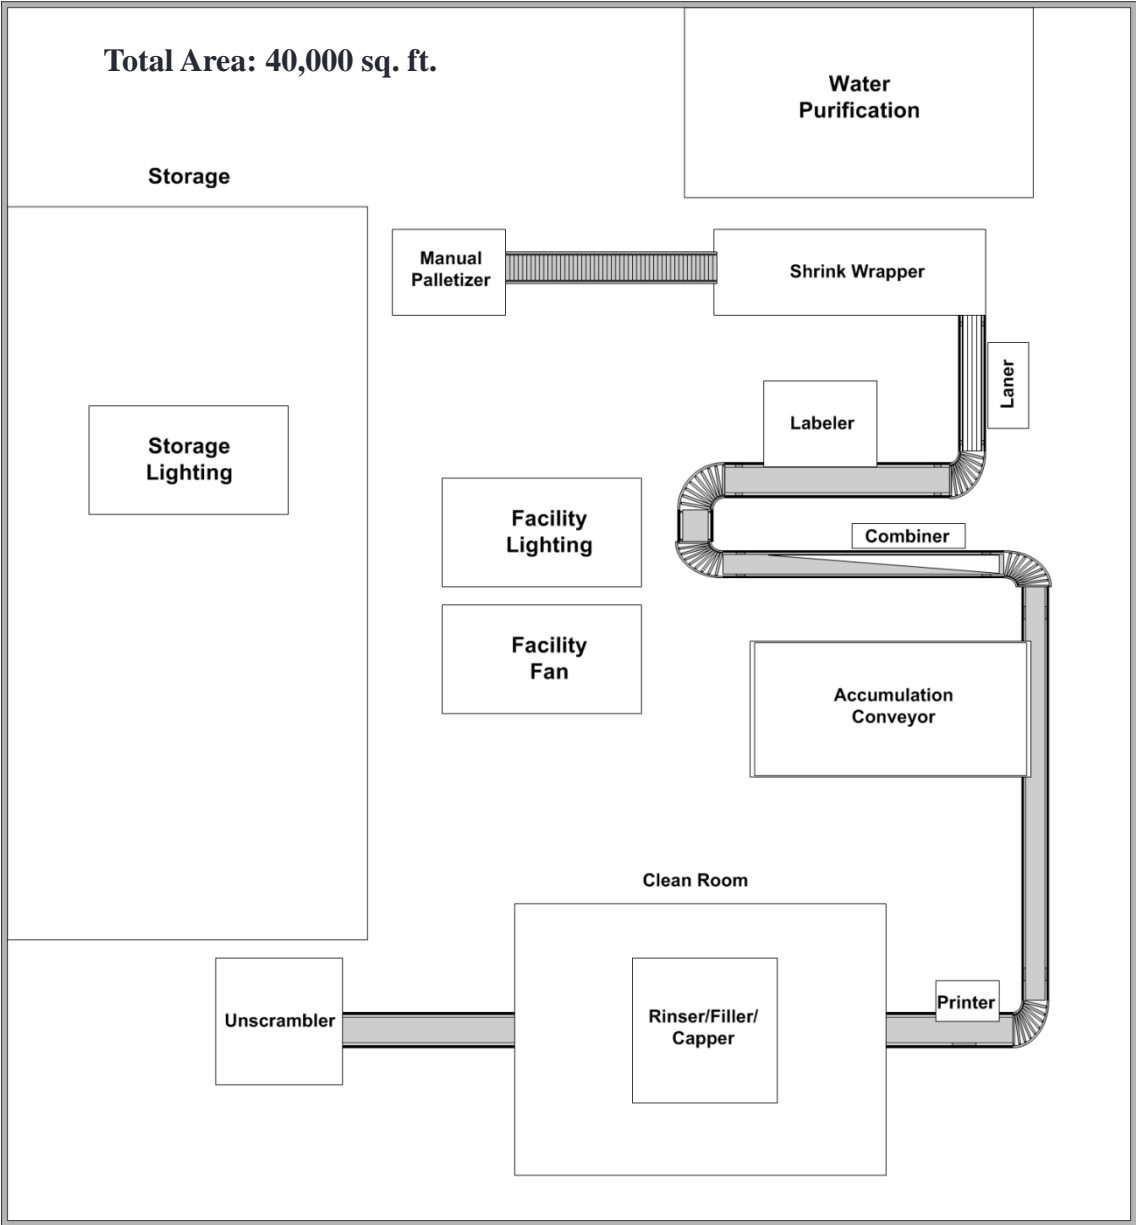 Total Area: 40,000 sq. ft.
Water
Purification
Storage
Manual
Palletizer
Shrink Wrapper
Laner
Labeler
Storage
Lighting
Facility
Lighting
Combiner
Facility
Fan
Accumulation
Conveyor
Clean Room
Unscrambler
Rinser/Filler/
Capper
Printer